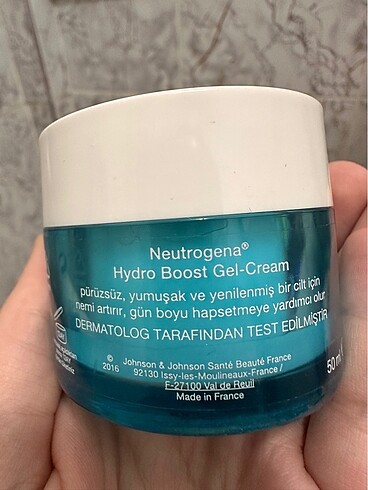 Neutrogena®
Hydro Boost Gel-Cream
pürüzsüz, yumuşak ve yenilenmiş bir cilt için
nemi artırır, gün boyu hapsetmeye yardımcı olur
DERMATOLOG TARAFINDAN TEST EDİLMİŞTİR
50 ml
© 2016
Johnson & Johnson Santé Beauté France
92130 Issy-les-Moulineaux-France /
F-27100 Val de Reuil
Made in France